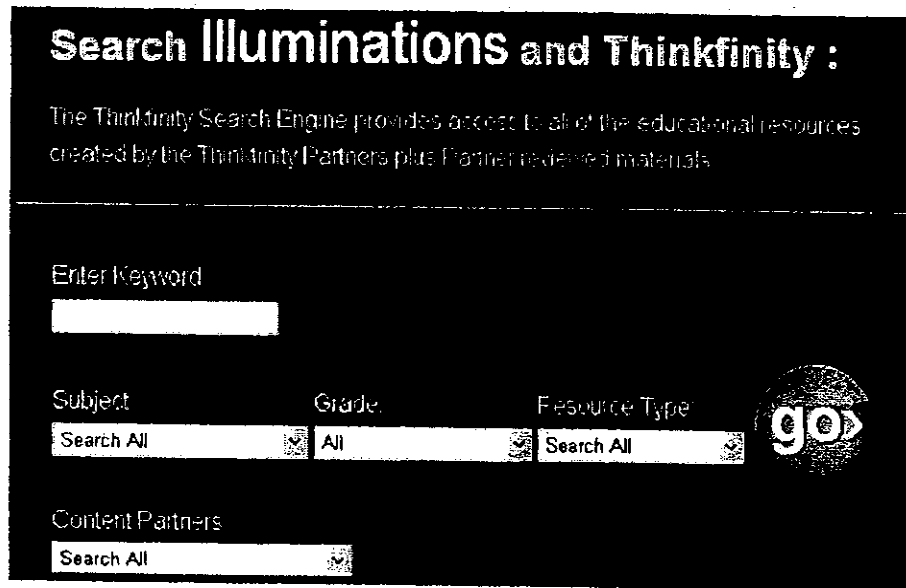 Search Illuminations and Thinkfinity :
The Thinkfinity Search Engine provides access to all of the educational resources
created by the Thinkfinity Partners plus Partner reviewed materials
Enter Keyword
Subject Grade: Resource Type:
Search All All Search All go>
Content Partners
Search All